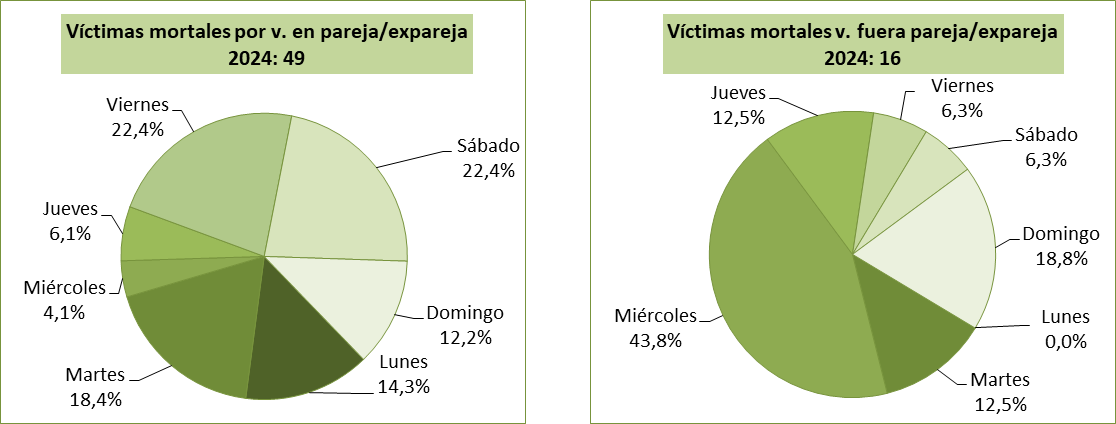 Víctimas mortales por v. en pareja/expareja
2024: 49
Viernes
22,4%
Sábado
22,4%
Jueves
6,1%
Miércoles
4,1%
Domingo
12,2%
Lunes
14,3%
Martes
18,4%
Víctimas mortales v. fuera pareja/expareja
2024: 16
Jueves
12,5%
Viernes
6,3%
Sábado
6,3%
Domingo
18,8%
Miércoles
43,8%
Lunes
0,0%
Martes
12,5%